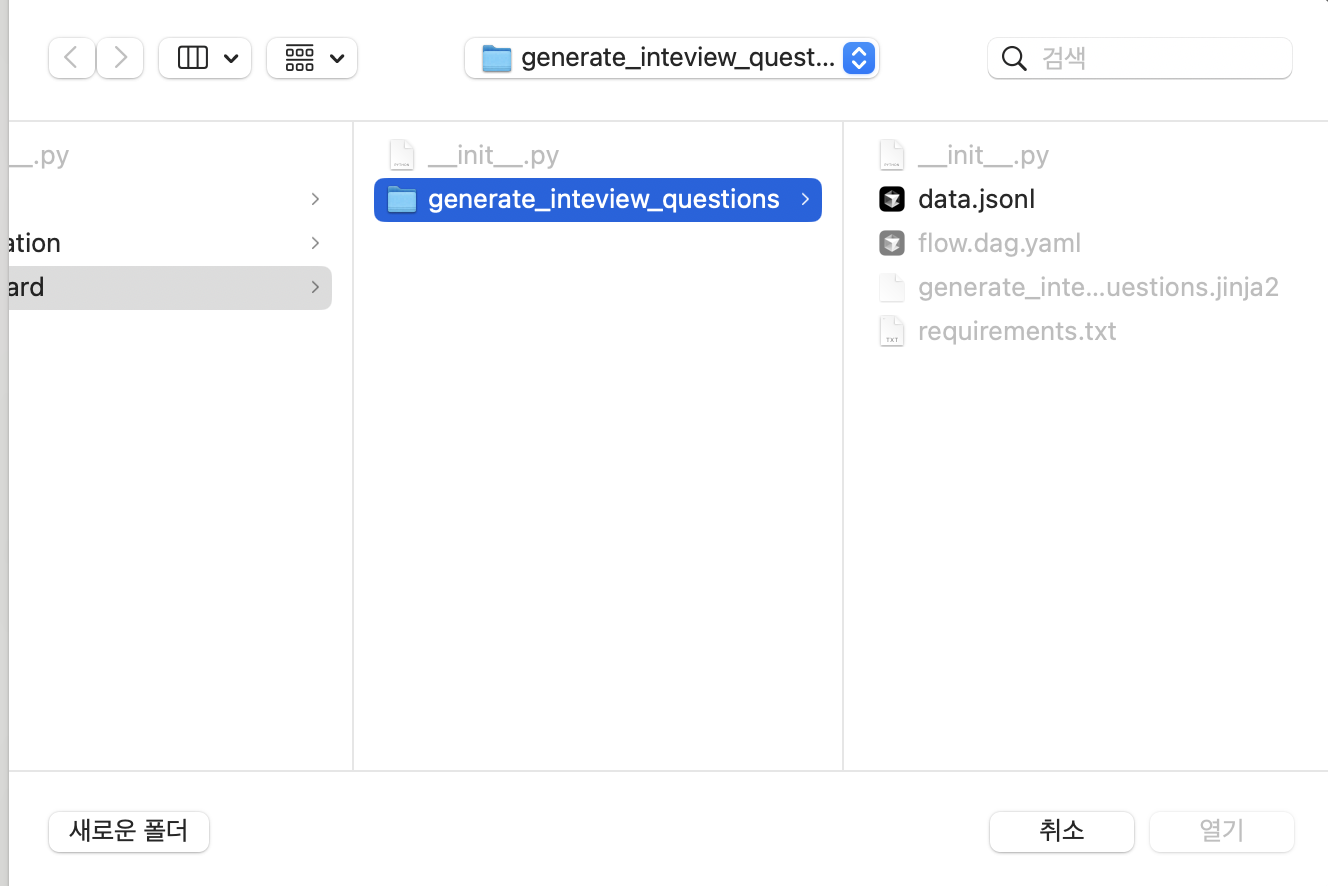 generate_inteview_quest...
검색
__.py
ation
ard
__init__.py
generate_inteview_questions
__init__.py
data.jsonl
flow.dag.yaml
generate_inte...uestions.jinja2
requirements.txt
TXT
새로운 폴더
취소
열기